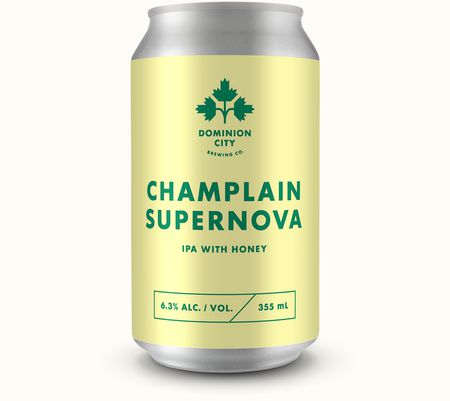 DOMINION
CITY
BREWING CO.
CHAMPLAIN
SUPERNOVA
IPA WITH HONEY
6.3% ALC. / VOL. 355 mL